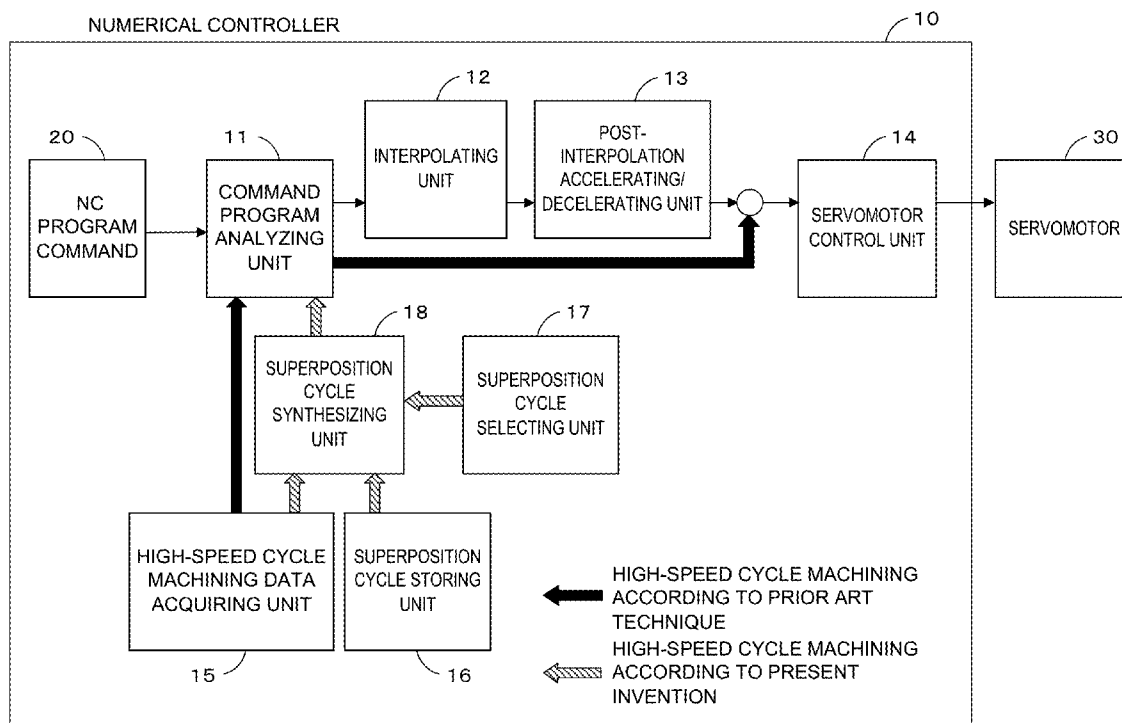 NUMERICAL CONTROLLER
10
12
13
20
11
14
30
NC
PROGRAM
COMMAND
COMMAND
PROGRAM
ANALYZING
UNIT
INTERPOLATING
UNIT
POST-
INTERPOLATION
ACCELERATING/
DECELERATING UNIT
SERVOMOTOR
CONTROL UNIT
SERVOMOTOR
18
17
SUPERPOSITION
CYCLE
SYNTHESIZING
UNIT
SUPERPOSITION
CYCLE
SELECTING UNIT
HIGH-SPEED CYCLE
MACHINING DATA
ACQUIRING UNIT
SUPERPOSITION
CYCLE STORING
UNIT
15
16
HIGH-SPEED CYCLE MACHINING
ACCORDING TO PRIOR ART
TECHNIQUE
HIGH-SPEED CYCLE MACHINING
ACCORDING TO PRESENT
INVENTION